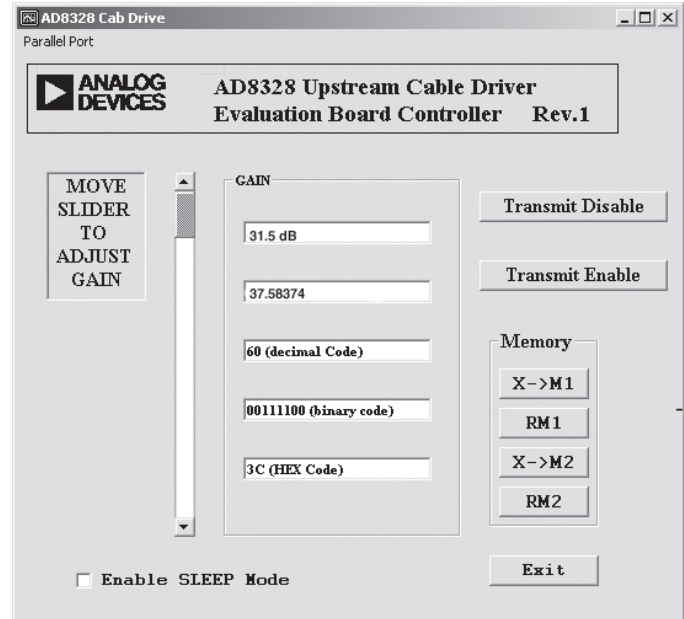 AD8328 Cab Drive
Parallel Port
ANALOG
DEVICES
AD8328 Upstream Cable Driver
Evaluation Board Controller Rev.1
MOVE
SLIDER
TO
ADJUST
GAIN
GAIN
31.5 dB
37.58374
60 (decimal Code)
00111100 (binary code)
3C (HEX Code)
Transmit Disable
Transmit Enable
Memory
X->M1
RM1
X->M2
RM2
Enable SLEEP Mode
Exit